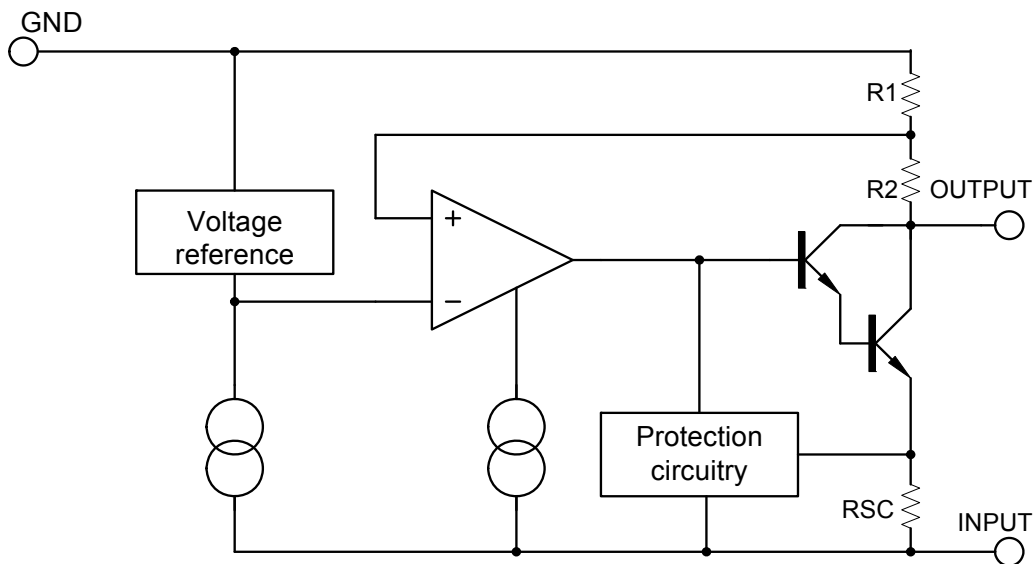 GND
R1
R2
OUTPUT
Voltage
reference
+
−
Protection
circuitry
RSC
INPUT